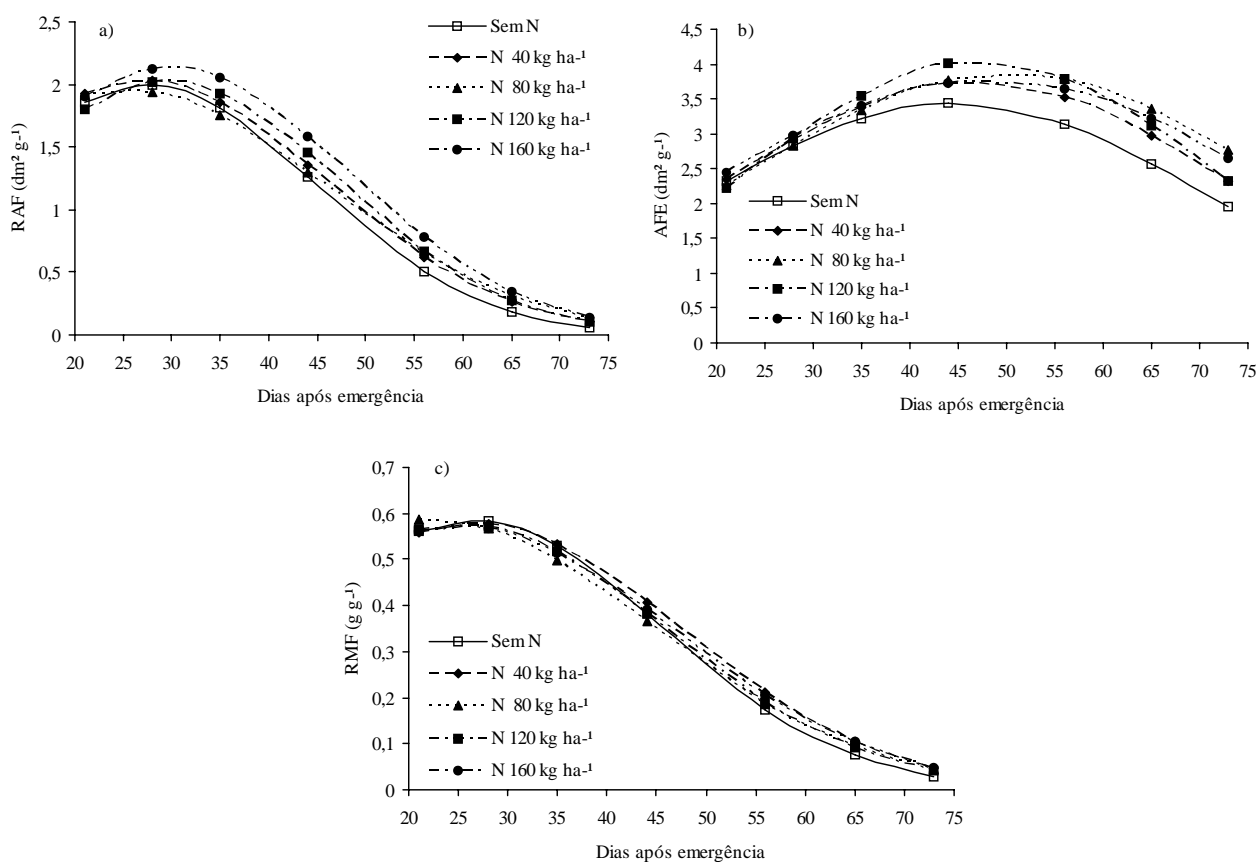 a)
RAF (dm² g-¹)
2,5
2
1,5
1
0,5
0
20 25 30 35 40 45 50 55 60 65 70 75
Dias após emergência
Sem N
N 40 kg ha-¹
N 80 kg ha-¹
N 120 kg ha-¹
N 160 kg ha-¹
b)
AFE (dm² g-¹)
4,5
4
3,5
3
2,5
2
1,5
1
0,5
0
20 25 30 35 40 45 50 55 60 65 70 75
Dias após emergência
Sem N
N 40 kg ha-¹
N 80 kg ha-¹
N 120 kg ha-¹
N 160 kg ha-¹
c)
RMF (g g-¹)
0,7
0,6
0,5
0,4
0,3
0,2
0,1
0
20 25 30 35 40 45 50 55 60 65 70 75
Dias após emergência
Sem N
N 40 kg ha-¹
N 80 kg ha-¹
N 120 kg ha-¹
N 160 kg ha-¹